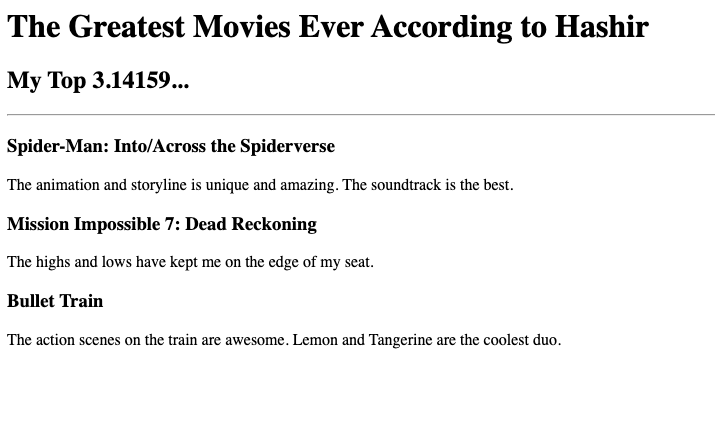 The Greatest Movies Ever According to Hashir
My Top 3.14159...
Spider-Man: Into/Across the Spiderverse
The animation and storyline is unique and amazing. The soundtrack is the best.
Mission Impossible 7: Dead Reckoning
The highs and lows have kept me on the edge of my seat.
Bullet Train
The action scenes on the train are awesome. Lemon and Tangerine are the coolest duo.